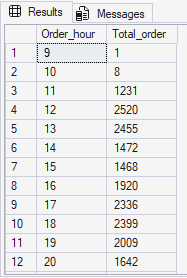 Results Messages
Order_hour Total_order
1 9 1
2 10 8
3 11 1231
4 12 2520
5 13 2455
6 14 1472
7 15 1468
8 16 1920
9 17 2336
10 18 2399
11 19 2009
12 20 1642